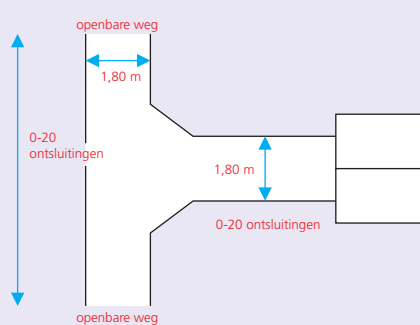 openbare weg
1,80 m
0-20
ontsluitingen
1,80 m
0-20 ontsluitingen
openbare weg